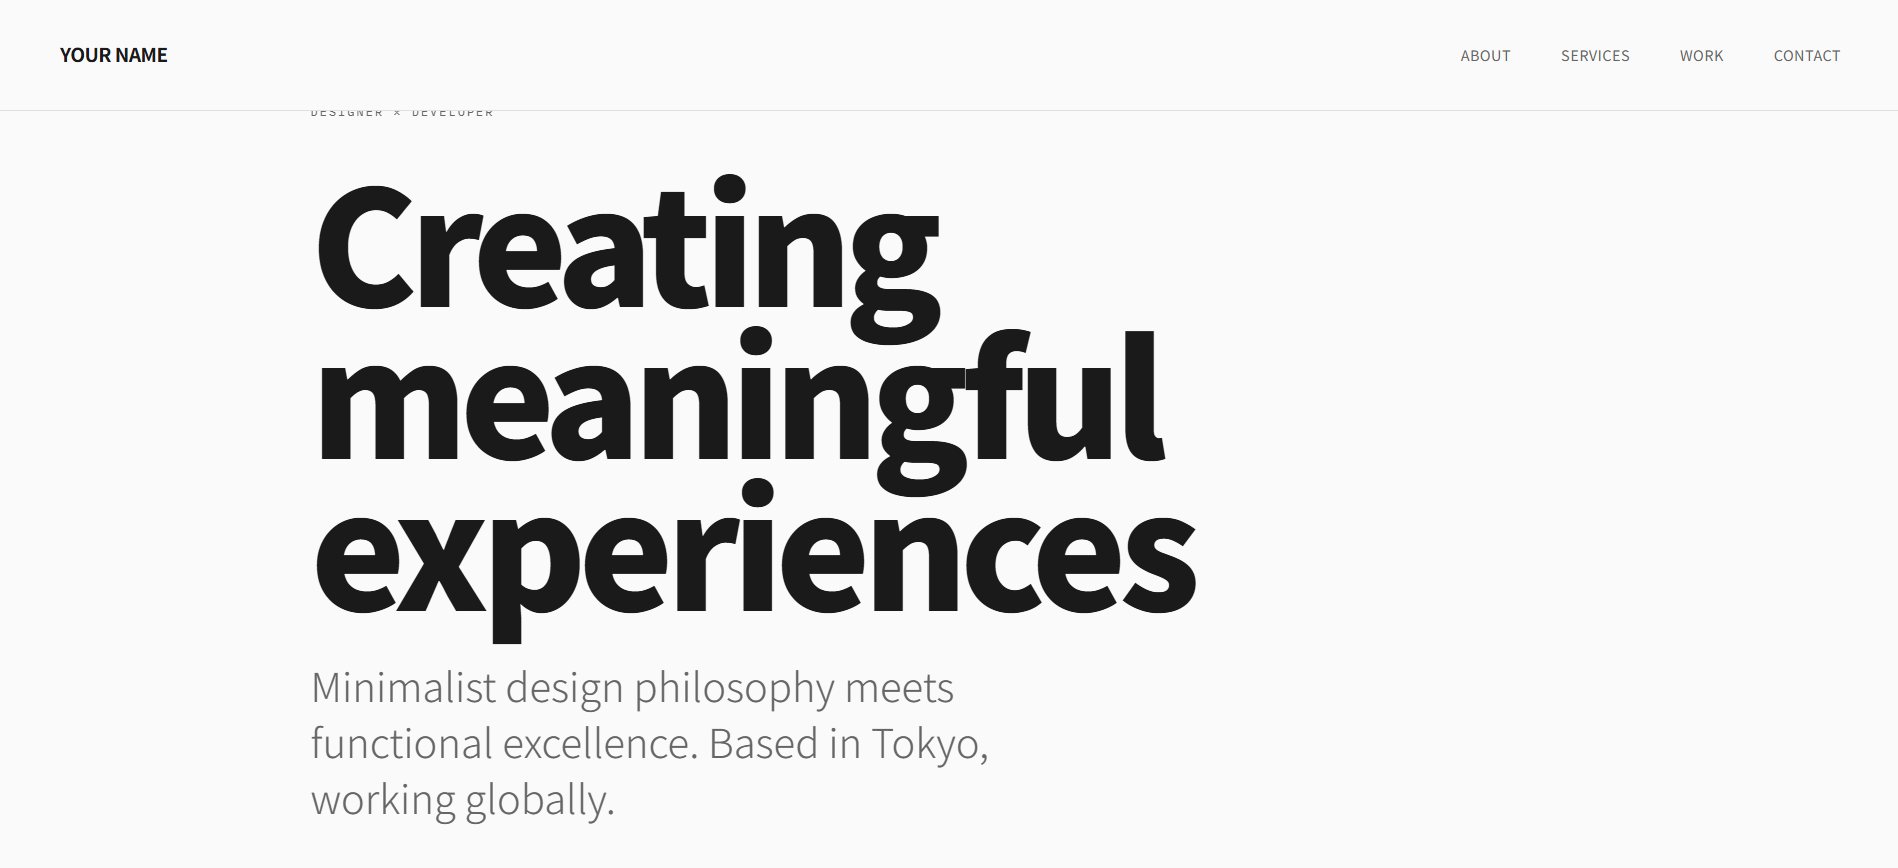 YOUR NAME
ABOUT SERVICES WORK CONTACT
DESIGNER × DEVELOPER
Creating
meaningful
experiences
Minimalist design philosophy meets
functional excellence. Based in Tokyo,
working globally.